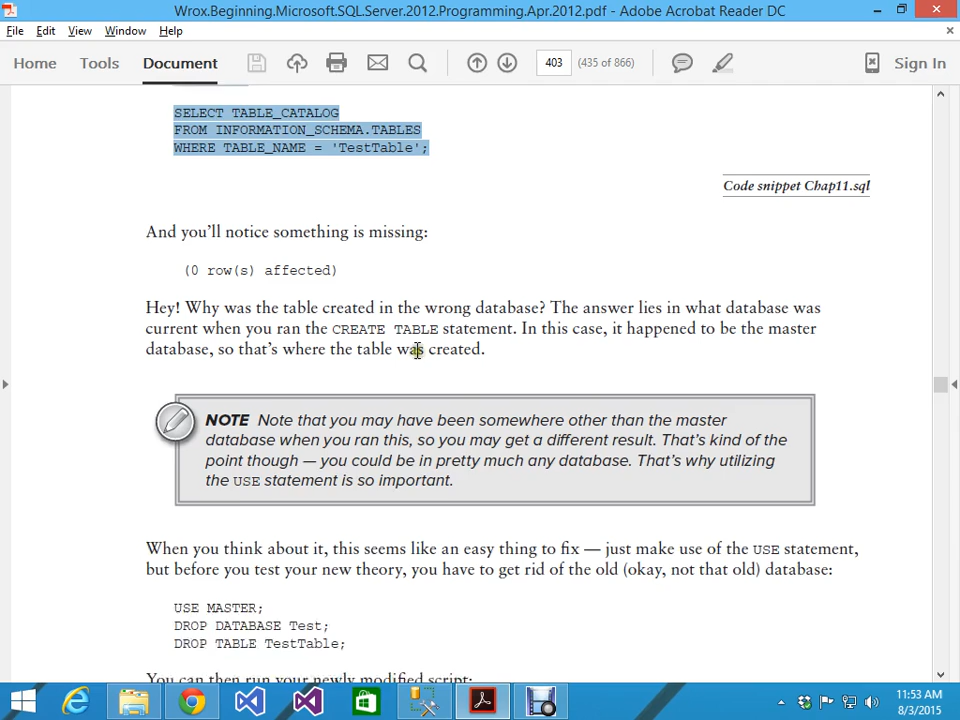 Wrox.Beginning.Microsoft.SQL.Server.2012.Programming.Apr.2012.pdf - Adobe Acrobat Reader DC
File Edit View Window Help
Home Tools Document 403 (435 of 866) Sign In
SELECT TABLE_CATALOG
FROM INFORMATION_SCHEMA.TABLES
WHERE TABLE_NAME = 'TestTable';
Code snippet Chap11.sql
And you'll notice something is missing:
(0 row(s) affected)
Hey! Why was the table created in the wrong database? The answer lies in what database was
current when you ran the CREATE TABLE statement. In this case, it happened to be the master
database, so that's where the table was created.
NOTE Note that you may have been somewhere other than the master
database when you ran this, so you may get a different result. That's kind of the
point though — you could be in pretty much any database. That's why utilizing
the USE statement is so important.
When you think about it, this seems like an easy thing to fix — just make use of the USE statement,
but before you test your new theory, you have to get rid of the old (okay, not that old) database:
USE MASTER;
DROP DATABASE Test;
DROP TABLE TestTable;
You can then run your newly modified script:
11:53 AM
8/3/2015